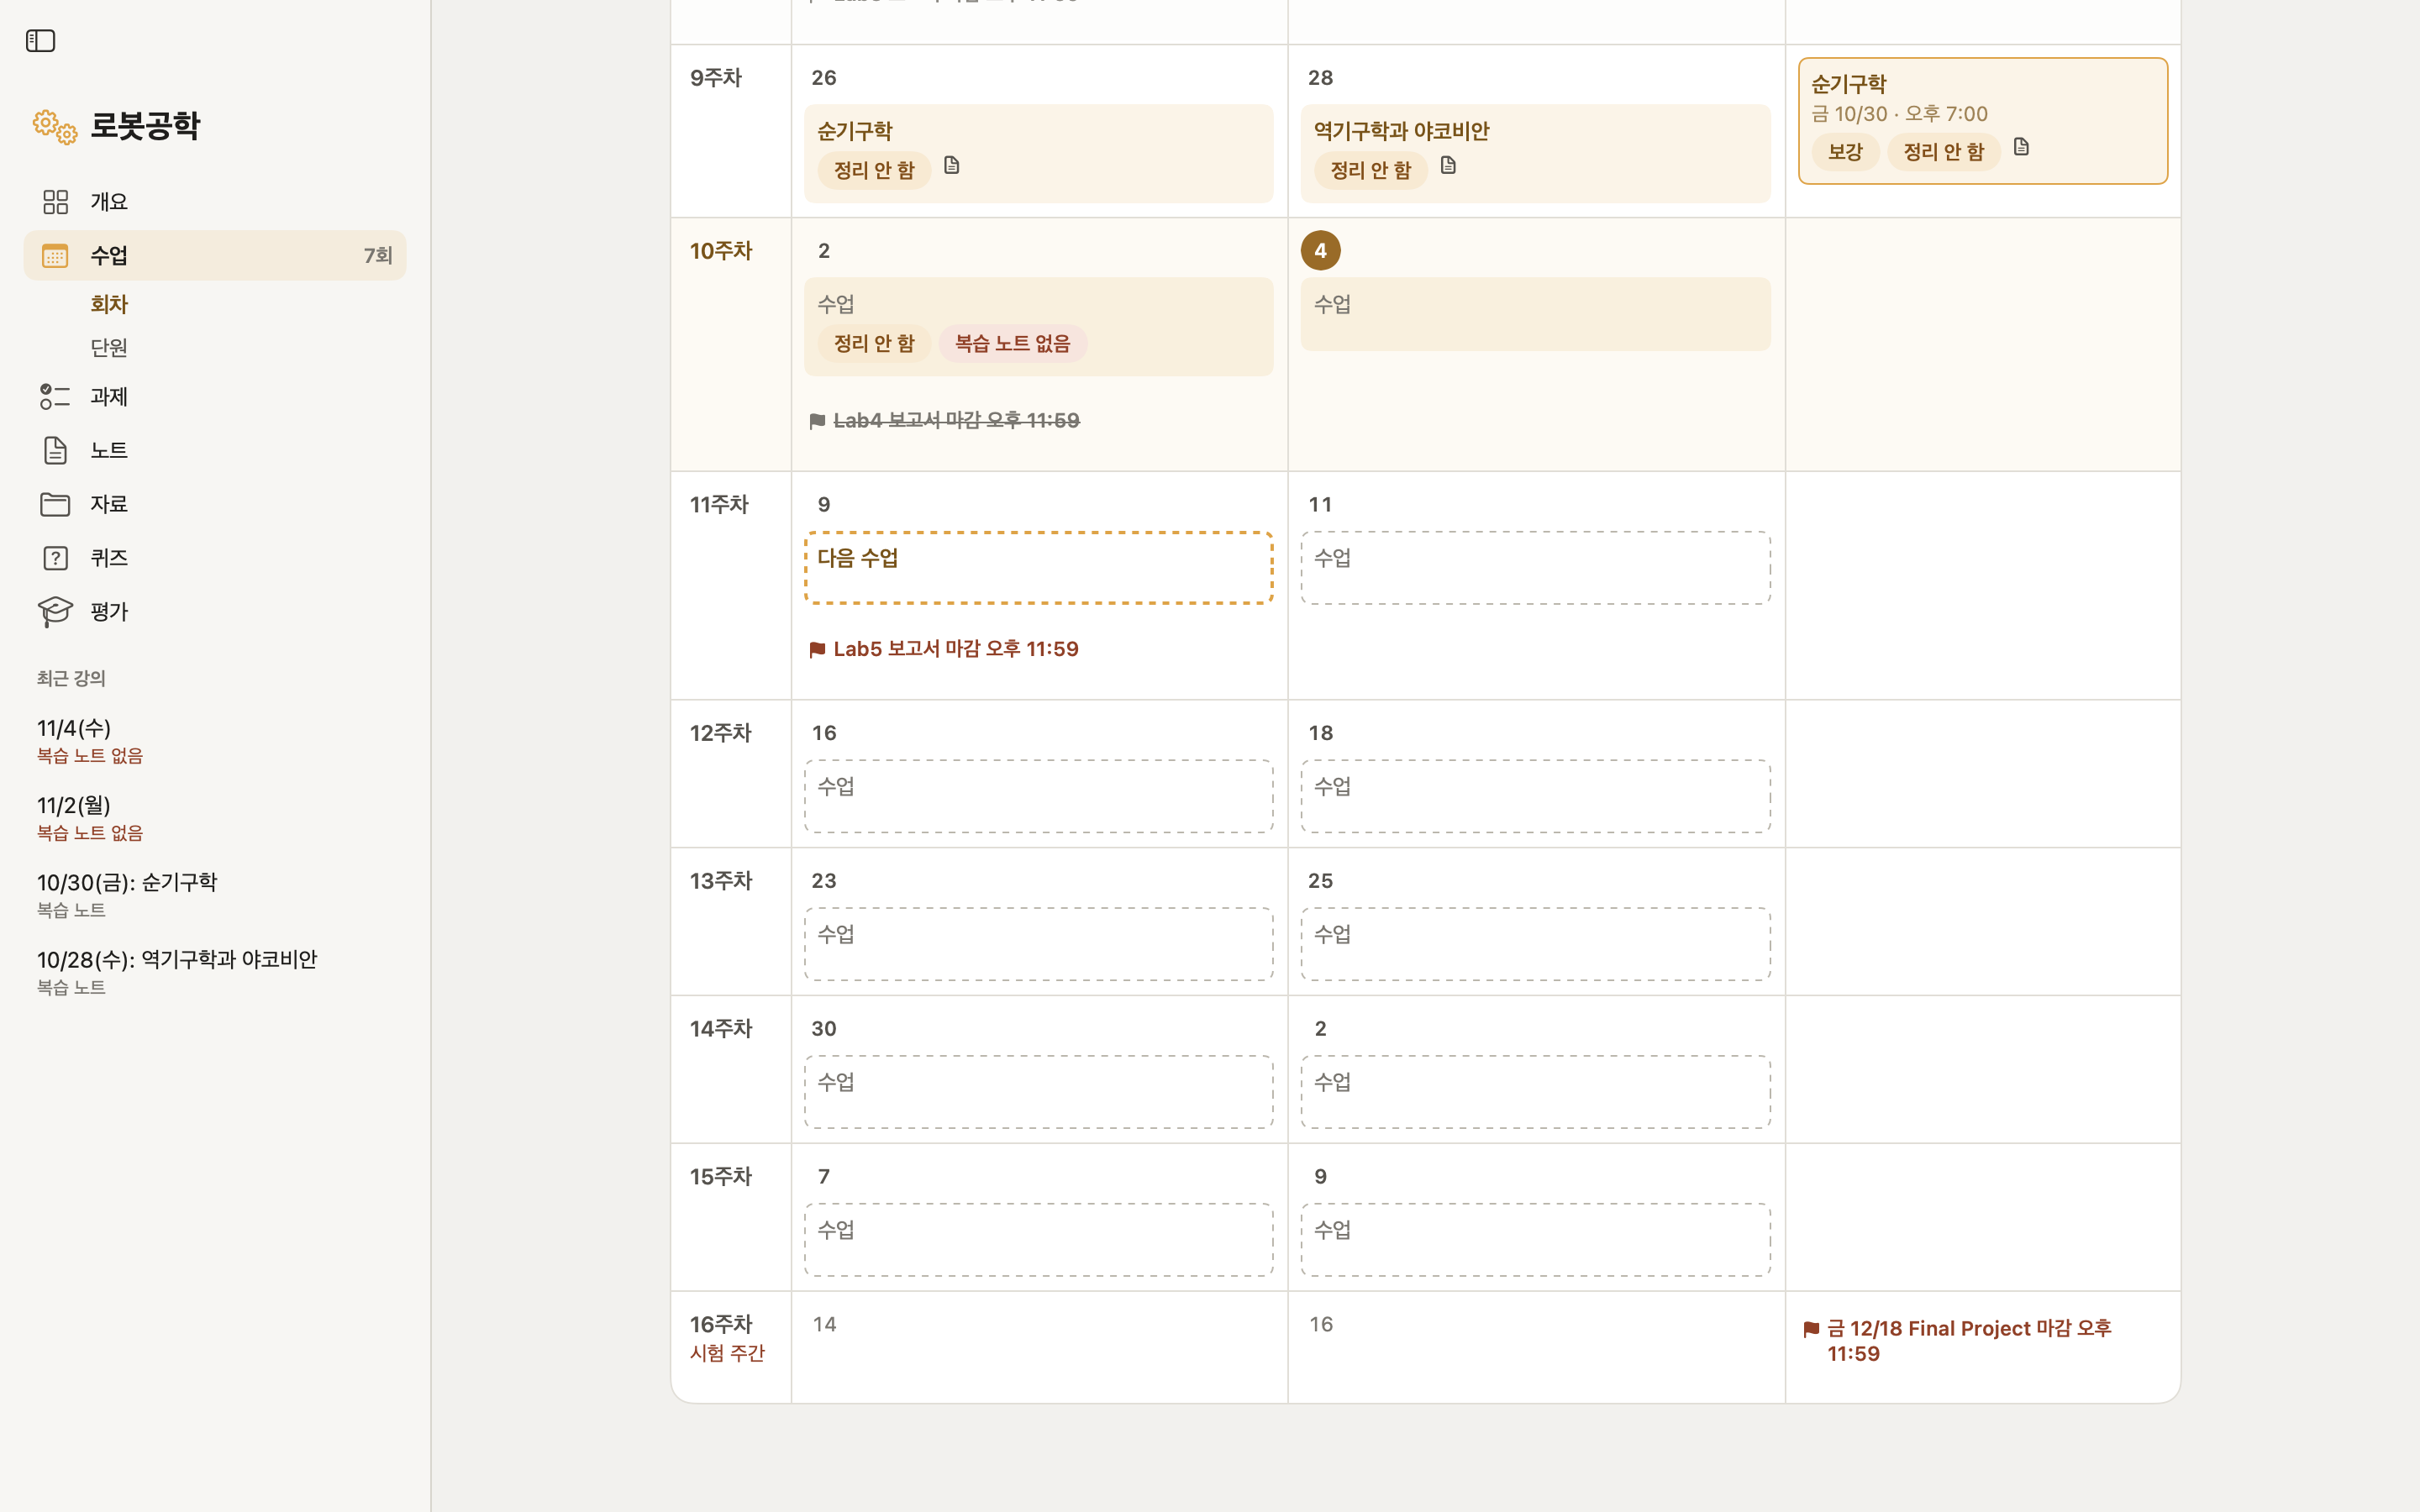 로봇공학
개요
수업 7회
회차
단원
과제
노트
자료
퀴즈
평가
최근 강의
11/4(수)
복습 노트 없음
11/2(월)
복습 노트 없음
10/30(금): 순기구학
복습 노트
10/28(수): 역기구학과 야코비안
복습 노트
9주차
26
순기구학
정리 안 함
28
역기구학과 야코비안
정리 안 함
순기구학
금 10/30 · 오후 7:00
보강 정리 안 함
10주차
2
수업
정리 안 함 복습 노트 없음
Lab4 보고서 마감 오후 11:59
4
수업
11주차
9
다음 수업
Lab5 보고서 마감 오후 11:59
11
수업
12주차
16
수업
18
수업
13주차
23
수업
25
수업
14주차
30
수업
2
수업
15주차
7
수업
9
수업
16주차
시험 주간
14
16
금 12/18 Final Project 마감 오후
11:59